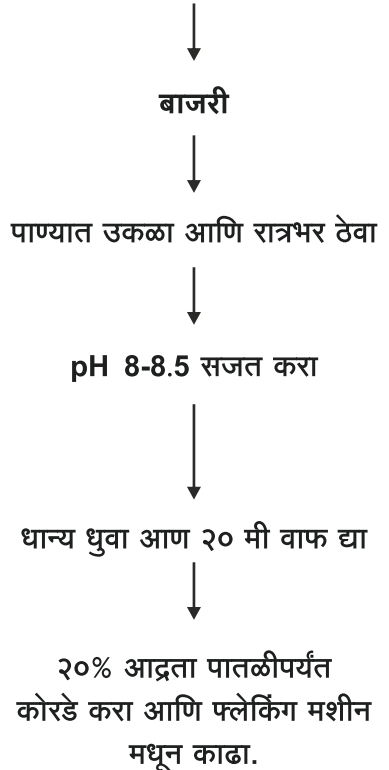 बाजरी
पाण्यात उकळा आणि रात्रभर ठेवा
pH 8-8.5 सजत करा
धान्य धुवा आण २० मी वाफ द्या
२०% आद्रता पातळीपर्यंत
कोरडे करा आणि फ्लेकिंग मशीन
मधून काढा.